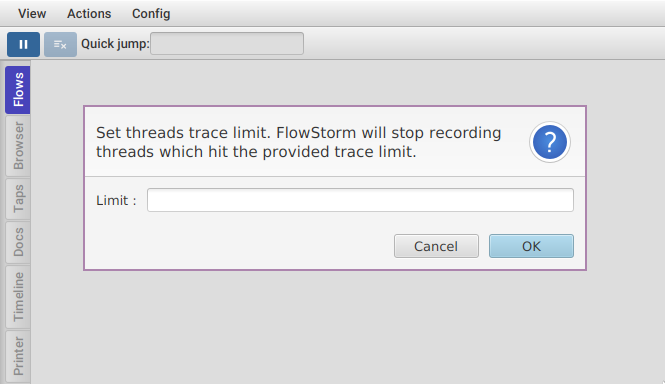 View Actions Config
Quick jump:
Flows
Browser
Taps
Docs
Timeline
Printer
Set threads trace limit. FlowStorm will stop recording
threads which hit the provided trace limit.
?
Limit :
Cancel OK